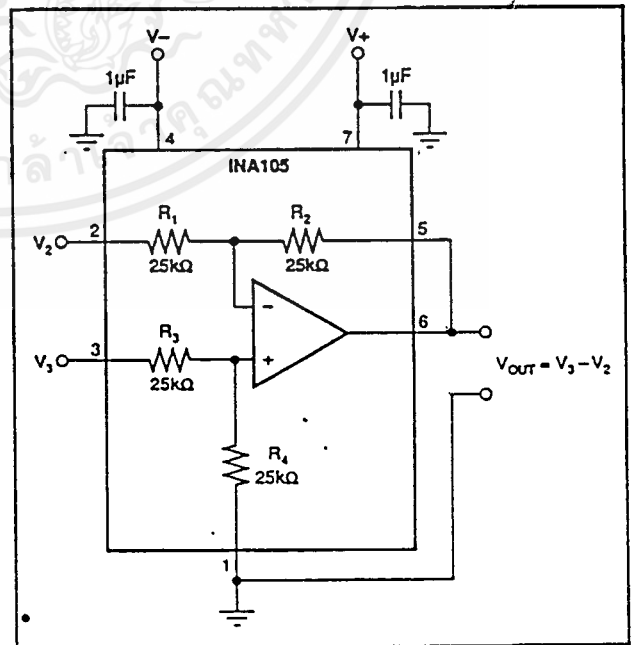 V–
V+
1µF
1µF
4
7
INA105
R₁
R₂
V₂
2
5
25kΩ
25kΩ
–
6
R₃
V₃
3
+
25kΩ
V_OUT = V₃ – V₂
R₄
25kΩ
1